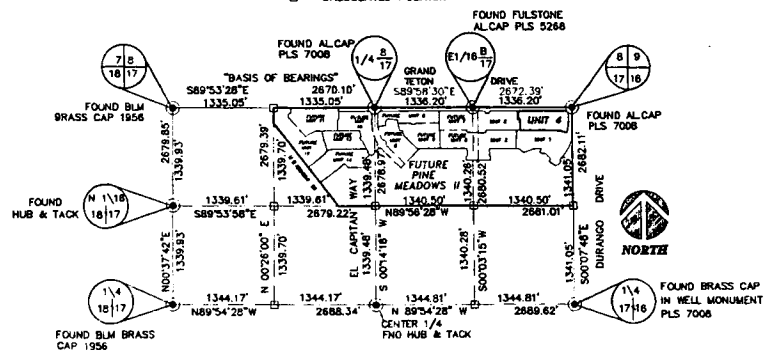 FOUND FULSTONE
AL.CAP PLS 5268
FOUND AL.CAP
PLS 7008
1/4 8
17
E1/16 8
17
7 8
18 17
8 9
17 16
"BASIS OF BEARINGS"
S89°53'28"E 2670.10'
1335.05' 1335.05'
GRAND
TETON
DRIVE
S89°58'30"E 2672.39'
1336.20' 1336.20'
FOUND BLM
BRASS CAP 1956
FOUND AL.CAP
PLS 7008
UNIT 6
FUTURE
PINE
MEADOWS II
2679.85'
1339.93'
2679.39'
1339.70'
1339.48'
2678.97'
1340.26'
2680.52'
1341.05'
2682.11'
FOUND
HUB & TACK
N 1\16
18 17
1339.61' 1339.61'
S89°53'58"E 2679.22'
1340.50' 1340.50'
N89°56'28"W 2681.01'
N00°37'42"E
1339.93'
N 00°26'00" E
1339.70'
EL CAPITAN WAY
1339.48'
S 00°14'18" W
1340.28'
S00°03'15"W
1341.05'
S00°07'48"E
DURANGO DRIVE
NORTH
1\4
18 17
FOUND BLM BRASS
CAP 1956
1344.17' 1344.17'
N89°54'28"W 2688.34'
1344.81' 1344.81'
N 89°54'28" W 2689.62'
CENTER 1/4
FND HUB & TACK
1\4
17 16
FOUND BRASS CAP
IN WELL MONUMENT
PLS 7008